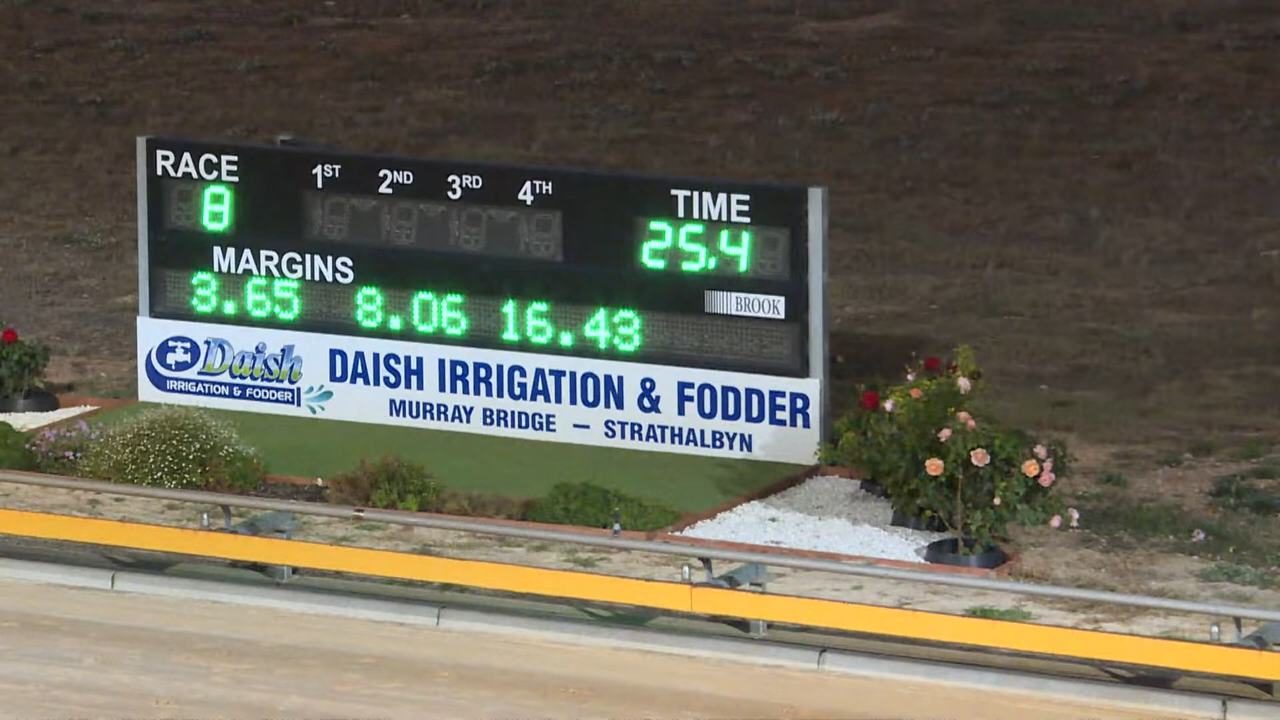 RACE 1ST 2ND 3RD 4TH TIME
8 25.4
MARGINS
3.65 8.06 16.43
BROOK
Daish
IRRIGATION & FODDER
DAISH IRRIGATION & FODDER
MURRAY BRIDGE — STRATHALBYN